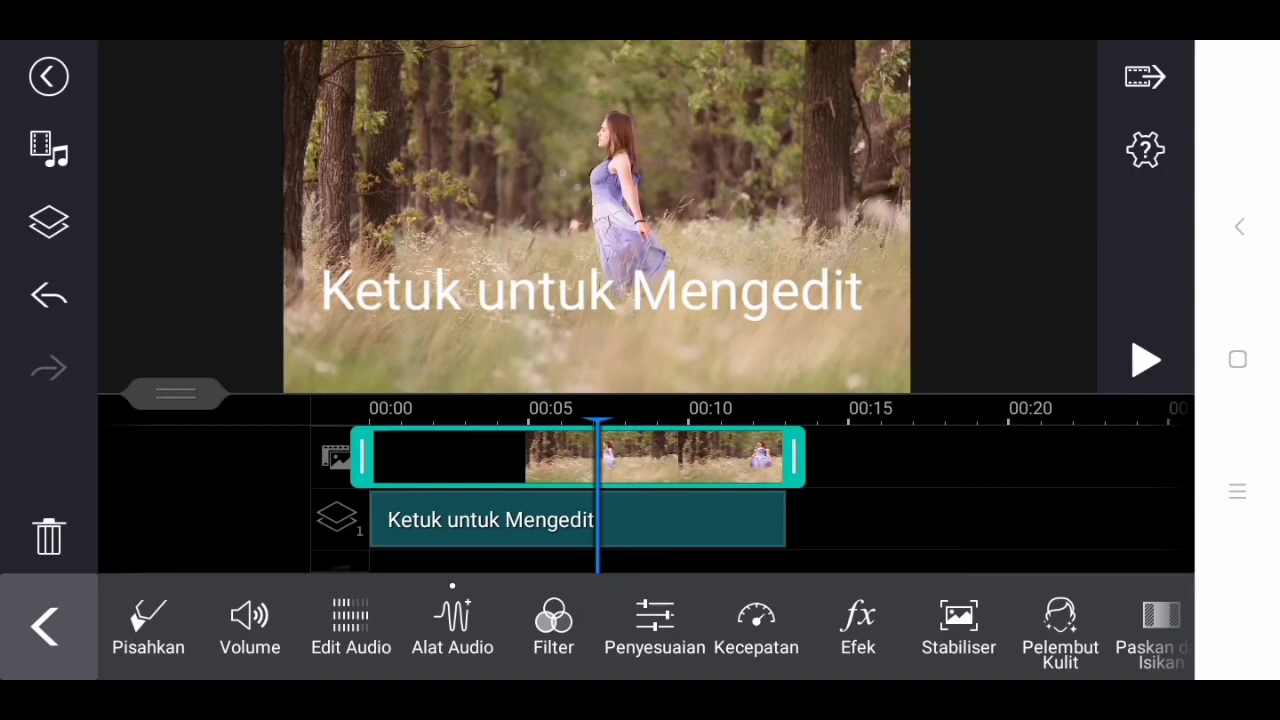 Ketuk untuk Mengedit
00:00
00:05
00:10
00:15
00:20
00
Ketuk untuk Mengedit
1
Pisahkan
Volume
Edit Audio
Alat Audio
Filter
Penyesuaian
Kecepatan
Efek
Stabiliser
Pelembut
Kulit
Paskan d
Isikan